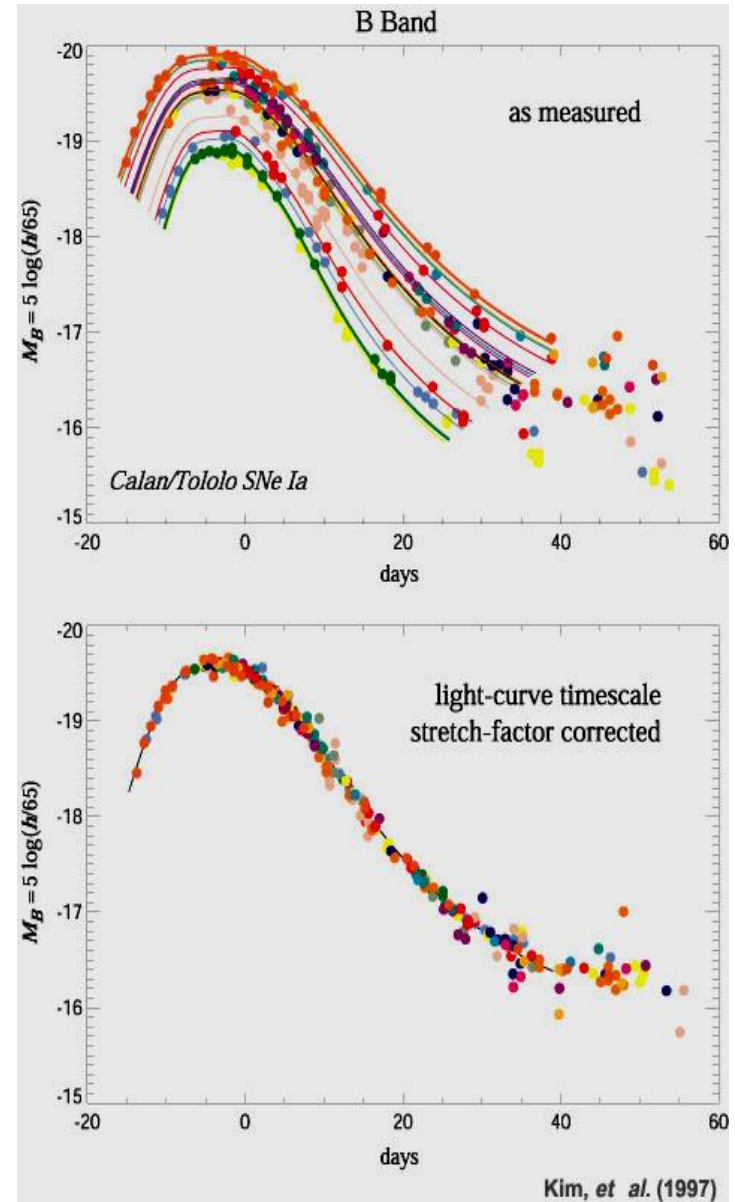 B Band
as measured
M_B = 5 log(h/65)
-20
-19
-18
-17
-16
-15
Calan/Tololo SNe Ia
-20 0 20 40 60
days
light-curve timescale
stretch-factor corrected
M_B = 5 log(h/65)
-20
-19
-18
-17
-16
-15
-20 0 20 40 60
days
Kim, et al. (1997)